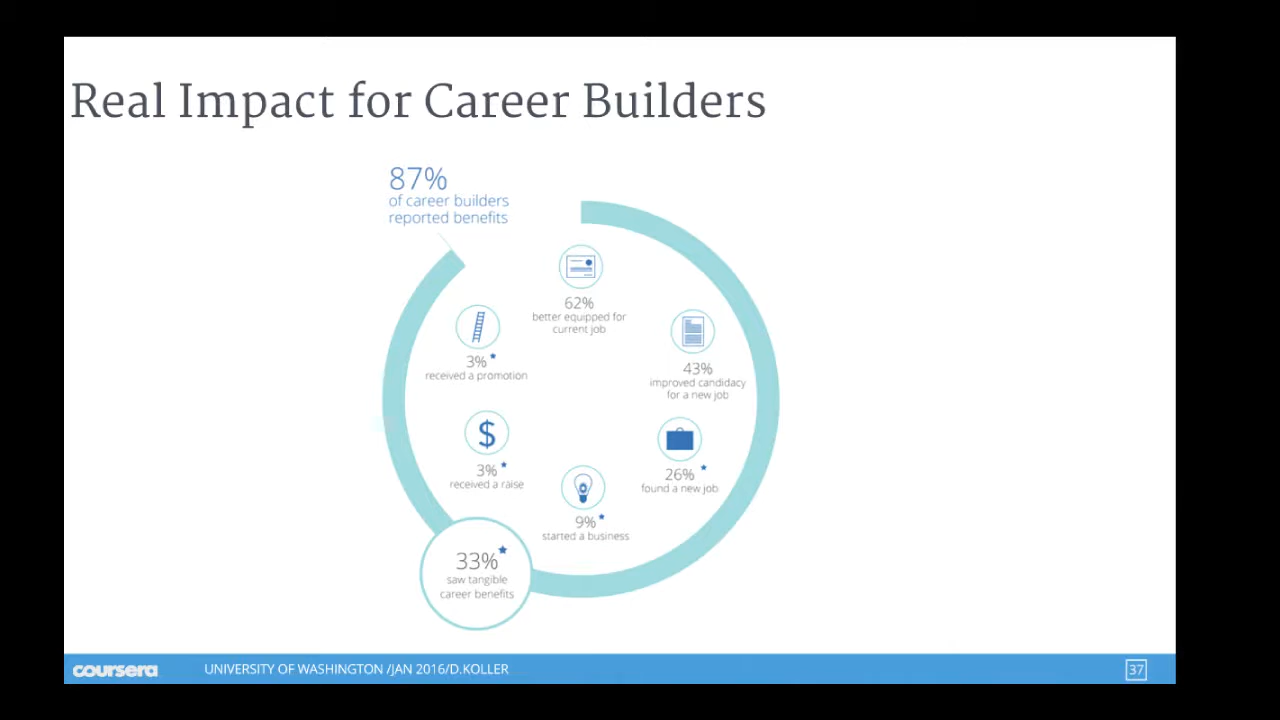 Real Impact for Career Builders
87%
of career builders
reported benefits
62%
better equipped for
current job
3%
received a promotion
43%
improved candidacy
for a new job
3%
received a raise
26%
found a new job
9%
started a business
33%
saw tangible
career benefits
coursera
UNIVERSITY OF WASHINGTON /JAN 2016/D.KOLLER
37